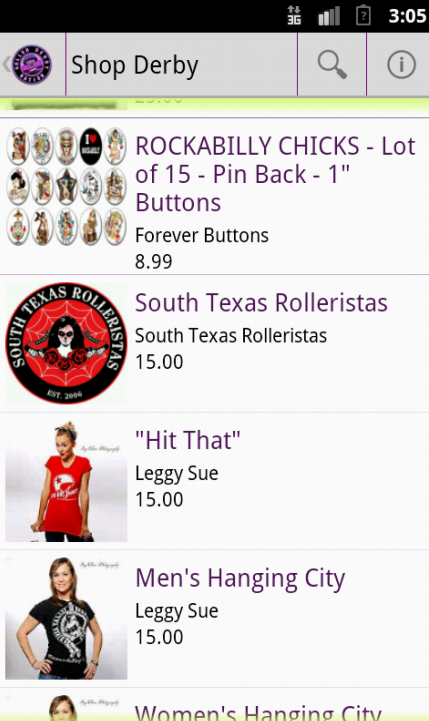 3G
3:05
Shop Derby
ROCKABILLY CHICKS - Lot
of 15 - Pin Back - 1"
Buttons
Forever Buttons
8.99
SOUTH TEXAS ROLLERISTAS
EST. 2006
South Texas Rolleristas
South Texas Rolleristas
15.00
"Hit That"
Leggy Sue
15.00
Men's Hanging City
Leggy Sue
15.00
Women's Hanging City